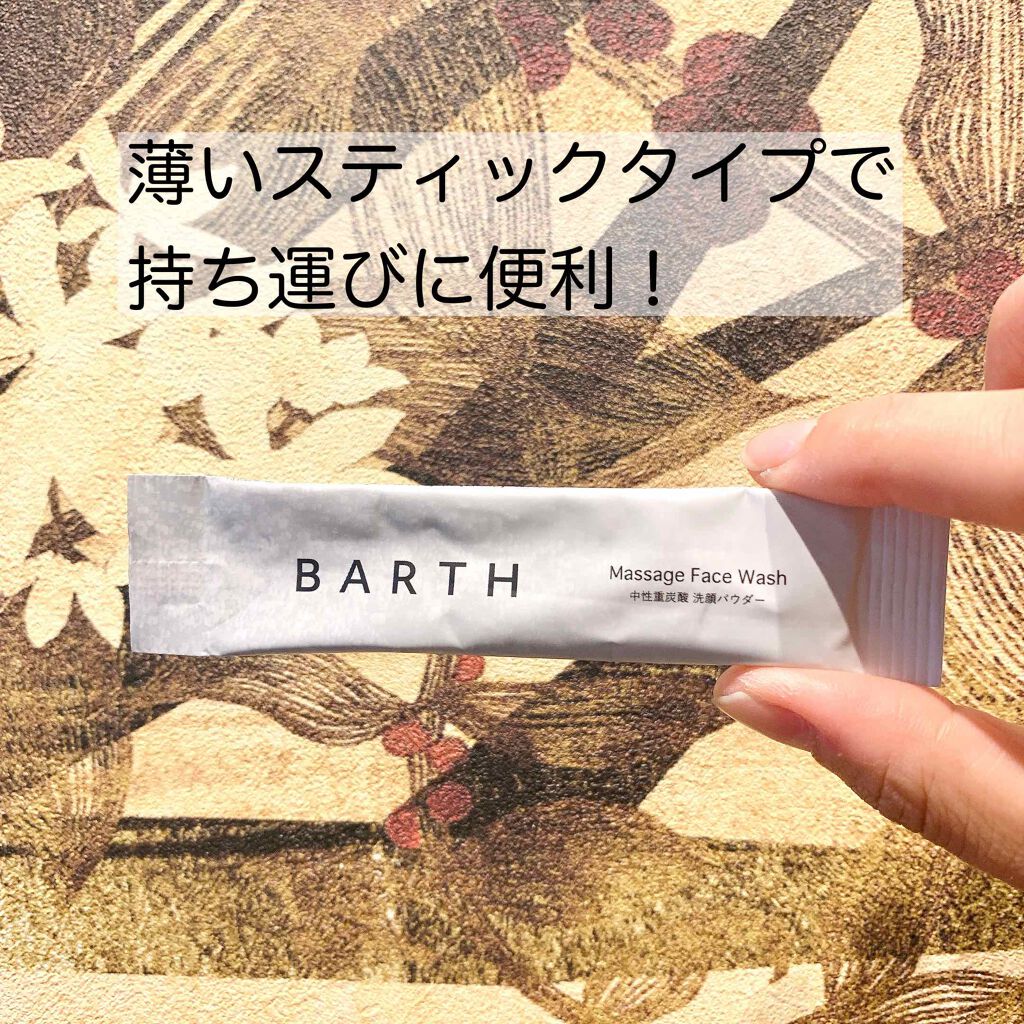 薄いスティックタイプで
持ち運びに便利！
BARTH
Massage Face Wash
中性重炭酸 洗顔パウダー